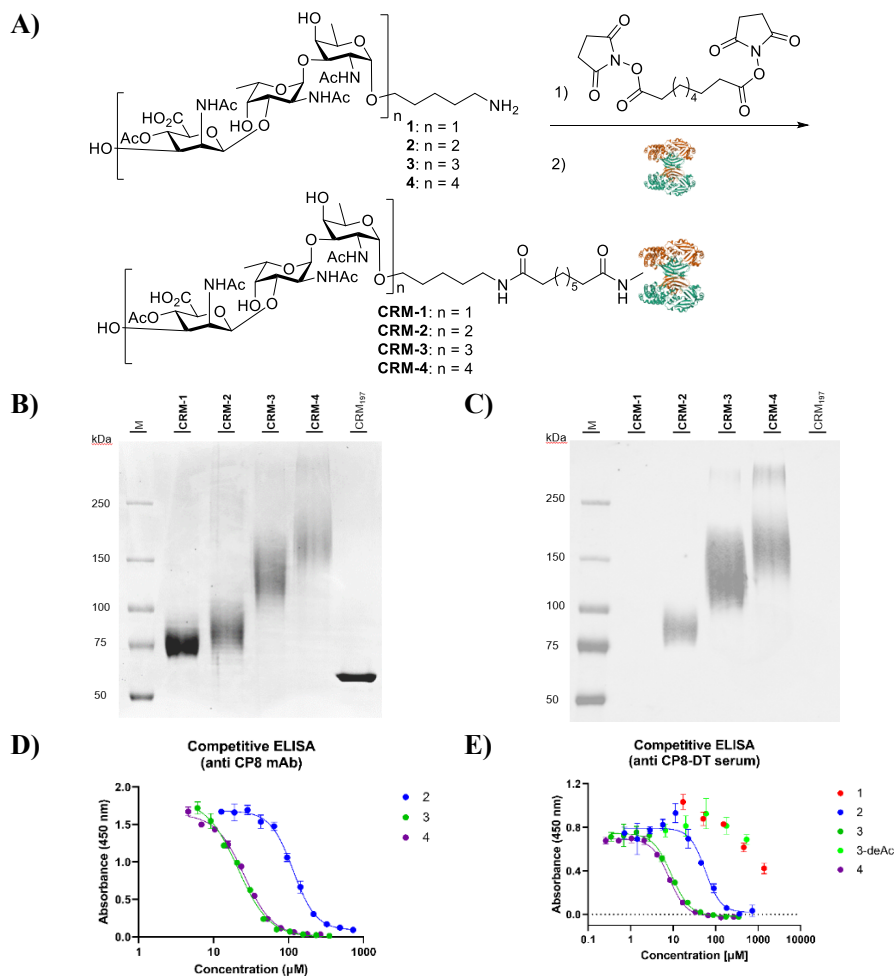 A)
HO
AcHN
O
O
NH₂
n
NHAc
NHAc
HO₂C
AcO
HO
HO
O
O
1: n = 1
2: n = 2
3: n = 3
4: n = 4
1)
O
N
O
O
O
O
N
O
O
O
4
2)
HO
AcHN
O
O
n
NHAc
NHAc
HO₂C
AcO
HO
HO
O
O
N
H
O
5
O
N
H
CRM-1: n = 1
CRM-2: n = 2
CRM-3: n = 3
CRM-4: n = 4
B)
M
CRM-1
CRM-2
CRM-3
CRM-4
CRM₁₉₇
kDa
250
150
100
75
50
C)
M
CRM-1
CRM-2
CRM-3
CRM-4
CRM₁₉₇
kDa
250
150
100
75
50
D)
Competitive ELISA
(anti CP8 mAb)
Absorbance (450 nm)
2.0
1.5
1.0
0.5
0.0
1
10
100
1000
Concentration (µM)
2
3
4
E)
Competitive ELISA
(anti CP8-DT serum)
Absorbance (450 nm)
1.2
0.8
0.4
0.0
0.1
1
10
100
1000
10000
Concentration [µM]
1
2
3
3-deAc
4